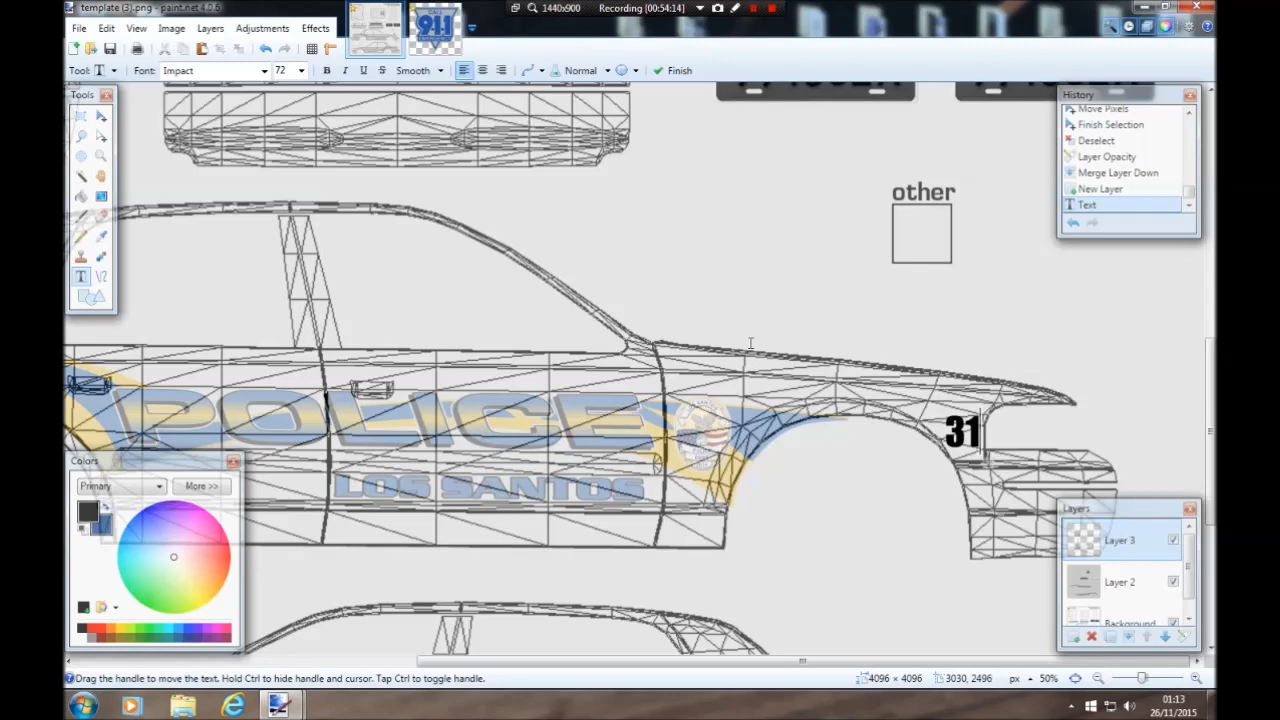 template (3).png - paint.net 4.0.6
1440x900
Recording [00:54:14]
File Edit View Image Layers Adjustments Effects
CALL
911
EMERGENCY
Tool: T
Font: Impact
72
B I U S Smooth
Normal
Finish
Tools
History
Move Pixels
Finish Selection
Deselect
Layer Opacity
Merge Layer Down
New Layer
Text
other
POLICE
31
LOS SANTOS
Colors
Primary
More >>
Layers
Layer 3
Layer 2
Background
Drag the handle to move the text. Hold Ctrl to hide handle and cursor. Tap Ctrl to toggle handle.
4096 × 4096
3030, 2496
px
50%
01:13
26/11/2015